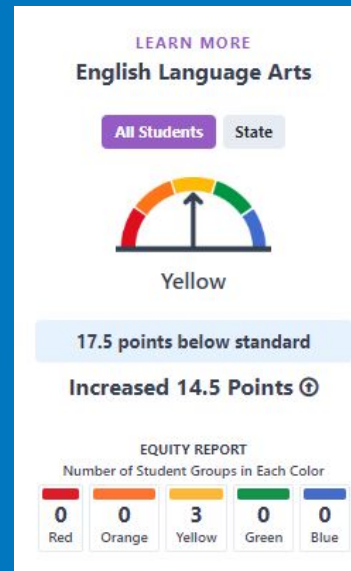 LEARN MORE
English Language Arts
All Students State
Yellow
17.5 points below standard
Increased 14.5 Points
EQUITY REPORT
Number of Student Groups in Each Color
0 0 3 0 0
Red Orange Yellow Green Blue